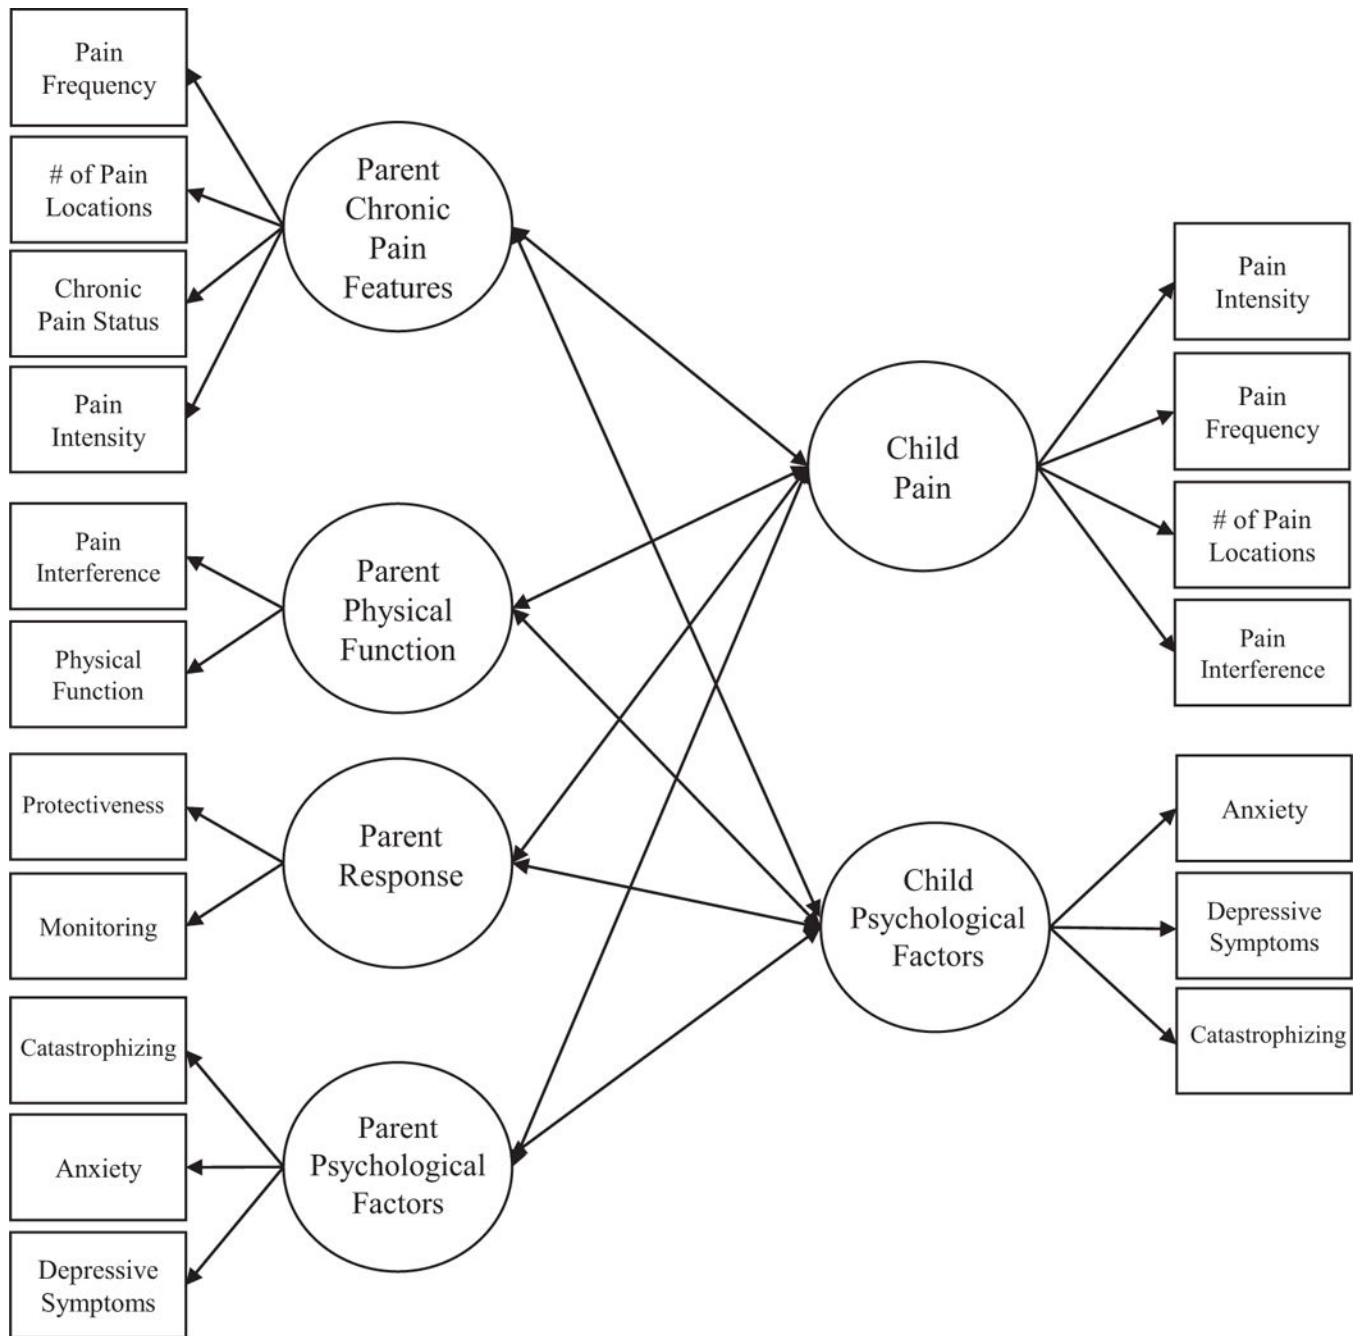 Pain
Frequency
# of Pain
Locations
Chronic
Pain Status
Pain
Intensity
Pain
Interference
Physical
Function
Protectiveness
Monitoring
Catastrophizing
Anxiety
Depressive
Symptoms
Parent
Chronic
Pain
Features
Parent
Physical
Function
Parent
Response
Parent
Psychological
Factors
Child
Pain
Child
Psychological
Factors
Pain
Intensity
Pain
Frequency
# of Pain
Locations
Pain
Interference
Anxiety
Depressive
Symptoms
Catastrophizing